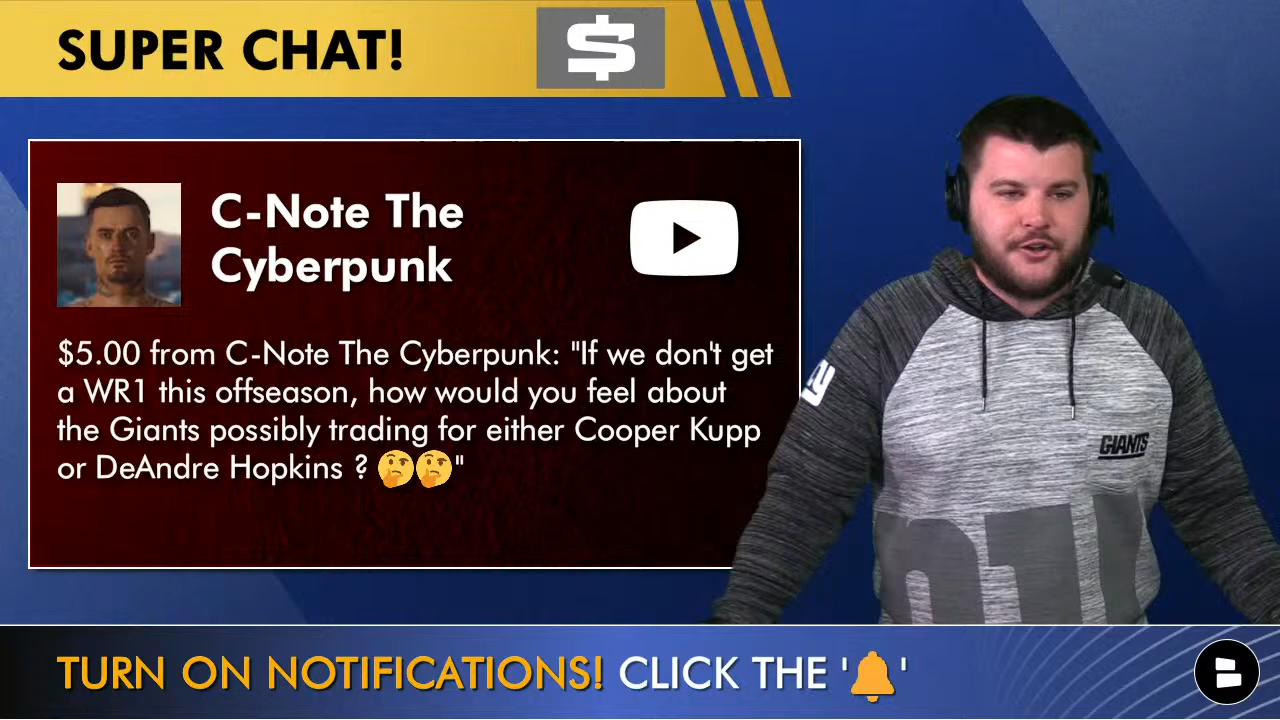 SUPER CHAT!
C-Note The
Cyberpunk
$5.00 from C-Note The Cyberpunk: "If we don't get
a WR1 this offseason, how would you feel about
the Giants possibly trading for either Cooper Kupp
or DeAndre Hopkins ? 🤔🤔"
ny
GIANTS
TURN ON NOTIFICATIONS! CLICK THE '🔔'